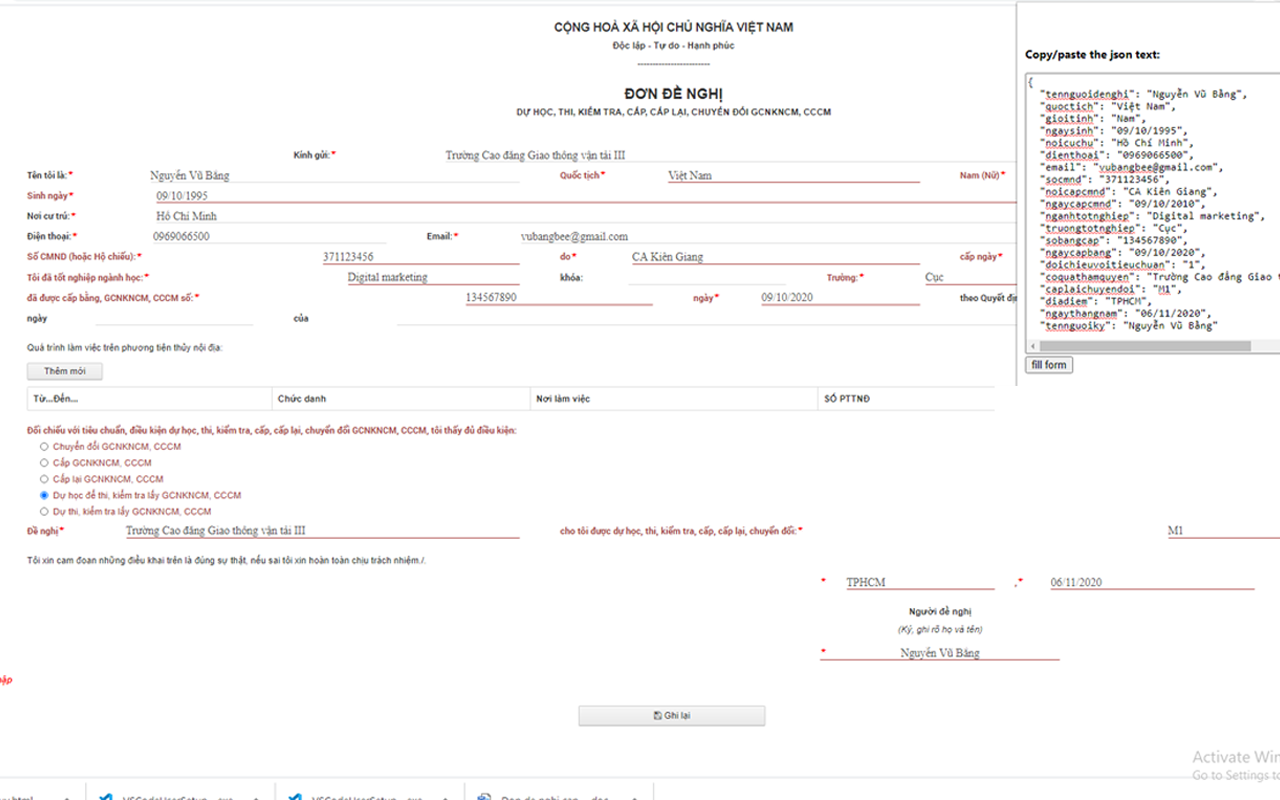 CỘNG HOÀ XÃ HỘI CHỦ NGHĨA VIỆT NAM
Độc lập - Tự do - Hạnh phúc
------------------------
ĐƠN ĐỀ NGHỊ
DỰ HỌC, THI, KIỂM TRA, CẤP, CẤP LẠI, CHUYỂN ĐỔI GCNKNCM, CCCM
Kính gửi:* Trường Cao đẳng Giao thông vận tải III
Tên tôi là:* Nguyễn Vũ Bằng Quốc tịch* Việt Nam Nam (Nữ)*
Sinh ngày* 09/10/1995
Nơi cư trú:* Hồ Chí Minh
Điện thoại:* 0969066500 Email:* vubangbee@gmail.com
Số CMND (hoặc Hộ chiếu):* 371123456 do* CA Kiên Giang cấp ngày*
Tôi đã tốt nghiệp ngành học:* Digital marketing khóa: Trường:* Cục
đã được cấp bằng, GCNKNCM, CCCM số:* 134567890 ngày* 09/10/2020 theo Quyết
ngày của
Quá trình làm việc trên phương tiện thủy nội địa:
Thêm mới
Từ...Đến... Chức danh Nơi làm việc SỐ PTTNĐ
Đối chiếu với tiêu chuẩn, điều kiện dự học, thi, kiểm tra, cấp, cấp lại, chuyển đổi GCNKNCM, CCCM, tôi thấy đủ điều kiện:
Chuyển đổi GCNKNCM, CCCM
Cấp GCNKNCM, CCCM
Cấp lại GCNKNCM, CCCM
Dự học để thi, kiểm tra lấy GCNKNCM, CCCM
Dự thi, kiểm tra lấy GCNKNCM, CCCM
Đề nghị* Trường Cao đẳng Giao thông vận tải III cho tôi được dự học, thi, kiểm tra, cấp, cấp lại, chuyển đổi:* M1
Tôi xin cam đoan những điều khai trên là đúng sự thật, nếu sai tôi xin hoàn toàn chịu trách nhiệm./.
* TPHCM ,* 06/11/2020
Người đề nghị
(Ký, ghi rõ họ và tên)
* Nguyễn Vũ Bằng
Ghi lại
Copy/paste the json text:
{
"tennguoidenghi": "Nguyễn Vũ Bằng",
"quoctich": "Việt Nam",
"gioitinh": "Nam",
"ngaysinh": "09/10/1995",
"noicuchu": "Hồ Chí Minh",
"dienthoai": "0969066500",
"email": "vubangbee@gmail.com",
"socmnd": "371123456",
"noicapcmnd": "CA Kiên Giang",
"ngaycapcmnd": "09/10/2010",
"nganhtotnghiep": "Digital marketing",
"truongtotnghiep": "Cục",
"sobangcap": "134567890",
"ngaycapbang": "09/10/2020",
"doichieuvoitieuchuan": "1",
"coquathamquyen": "Trường Cao đẳng Giao
"caplaichuyendoi": "M1",
"diadiem": "TPHCM",
"ngaythangnam": "06/11/2020",
"tennguoiky": "Nguyễn Vũ Bằng"
fill form
Activate Win
Go to Settings to